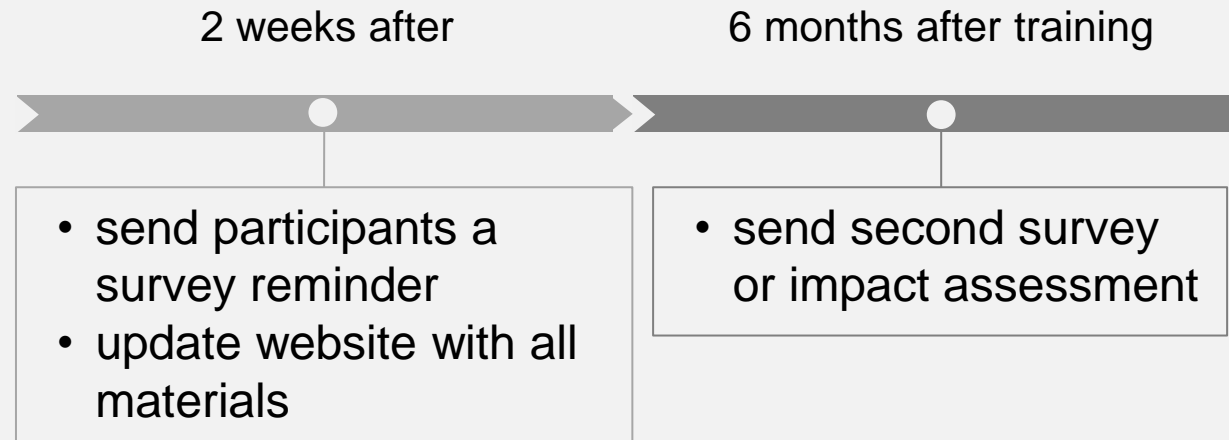 2 weeks after
6 months after training
• send participants a
survey reminder
• update website with all
materials
• send second survey
or impact assessment